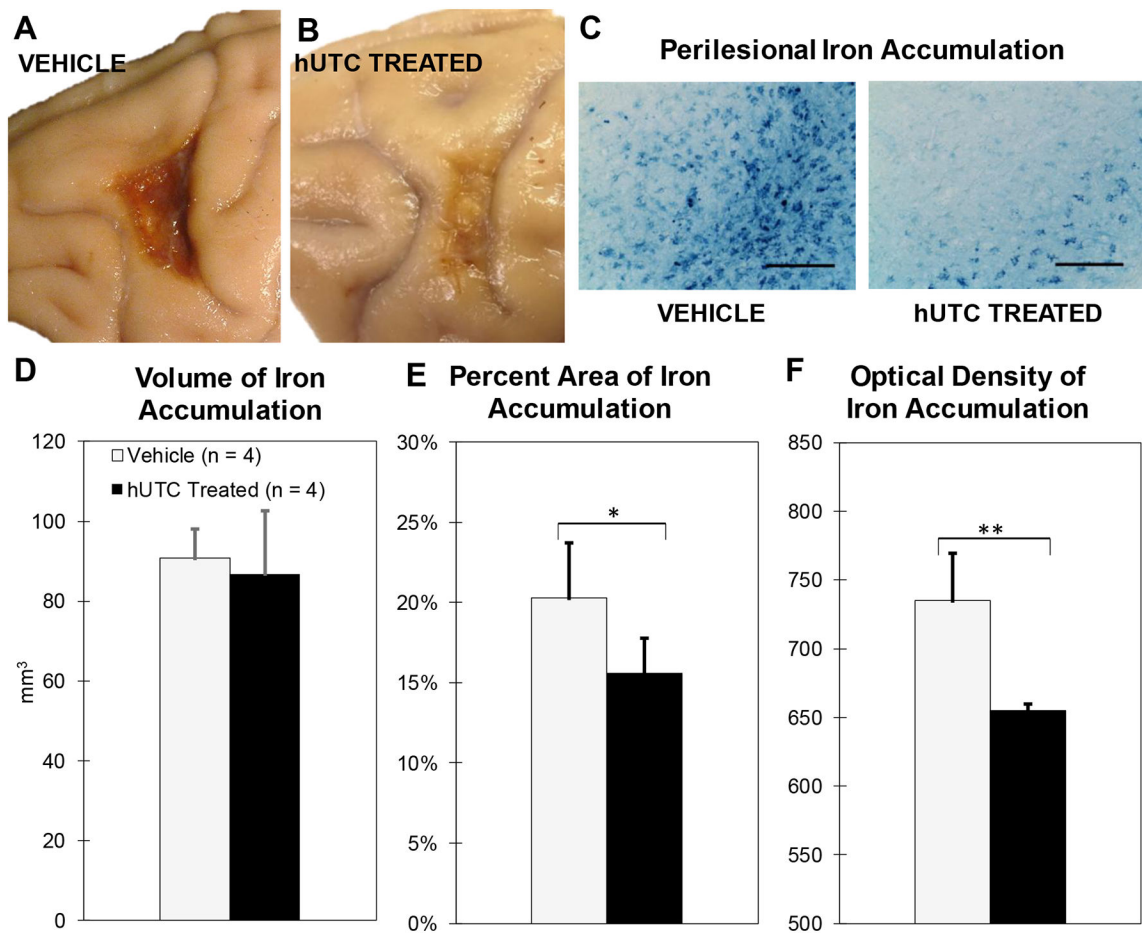 A
VEHICLE
B
hUTC TREATED
C
Perilesional Iron Accumulation
VEHICLE
hUTC TREATED
D
Volume of Iron
Accumulation
120
100
80
60
40
20
0
mm³
Vehicle (n = 4)
hUTC Treated (n = 4)
E
Percent Area of Iron
Accumulation
30%
25%
20%
15%
10%
5%
0%
*
F
Optical Density of
Iron Accumulation
850
800
750
700
650
600
550
500
**